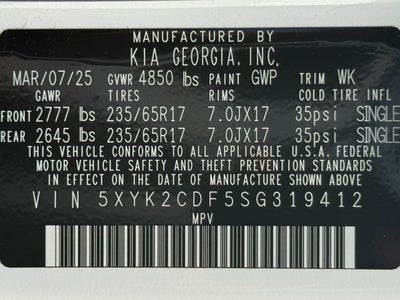 MANUFACTURED BY
KIA GEORGIA, INC.
MAR/07/25 GVWR 4850 lbs PAINT GWP TRIM WK
GAWR TIRES RIMS COLD TIRE INFL
FRONT 2777 lbs 235/65R17 7.0JX17 35psi SINGLE
REAR 2645 lbs 235/65R17 7.0JX17 35psi SINGLE
THIS VEHICLE CONFORMS TO ALL APPLICABLE U.S.A. FEDERAL
MOTOR VEHICLE SAFETY AND THEFT PREVENTION STANDARDS
IN EFFECT ON THE DATE OF MANUFACTURE SHOWN ABOVE
VIN 5XYK2CDF5SG319412
MPV